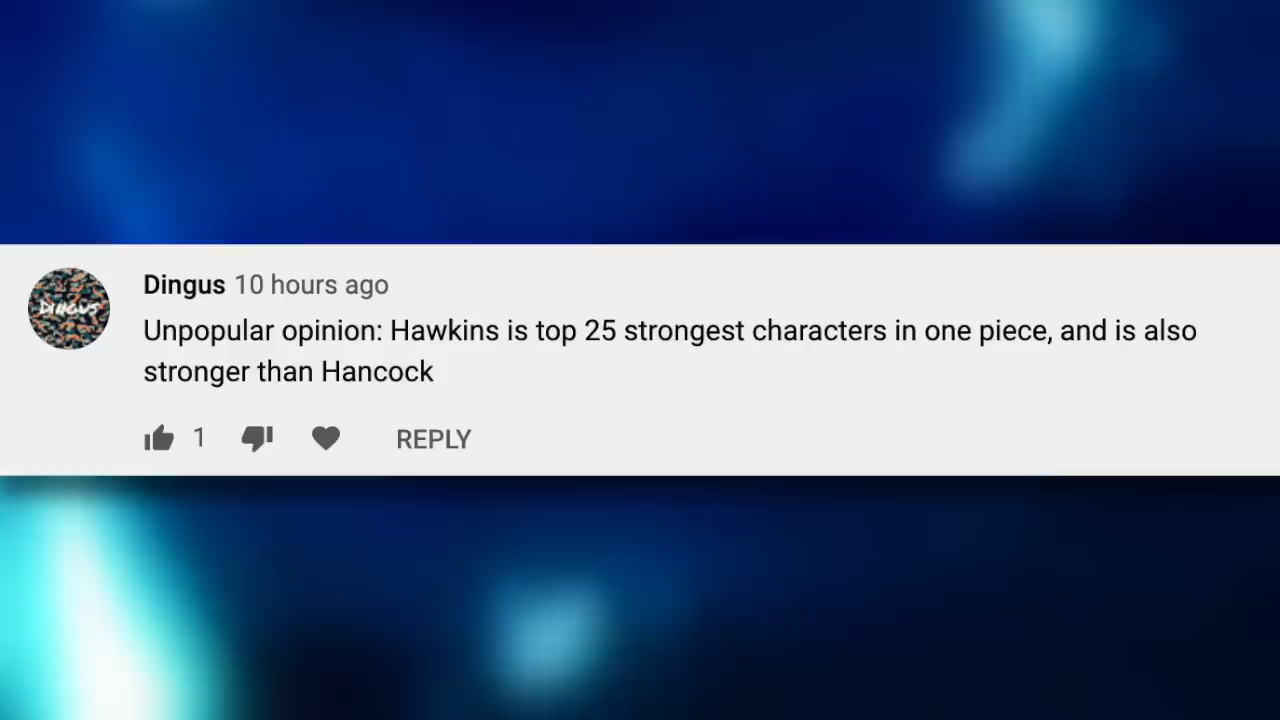 Dingus 10 hours ago
DINGUS
Unpopular opinion: Hawkins is top 25 strongest characters in one piece, and is also
stronger than Hancock
1
REPLY